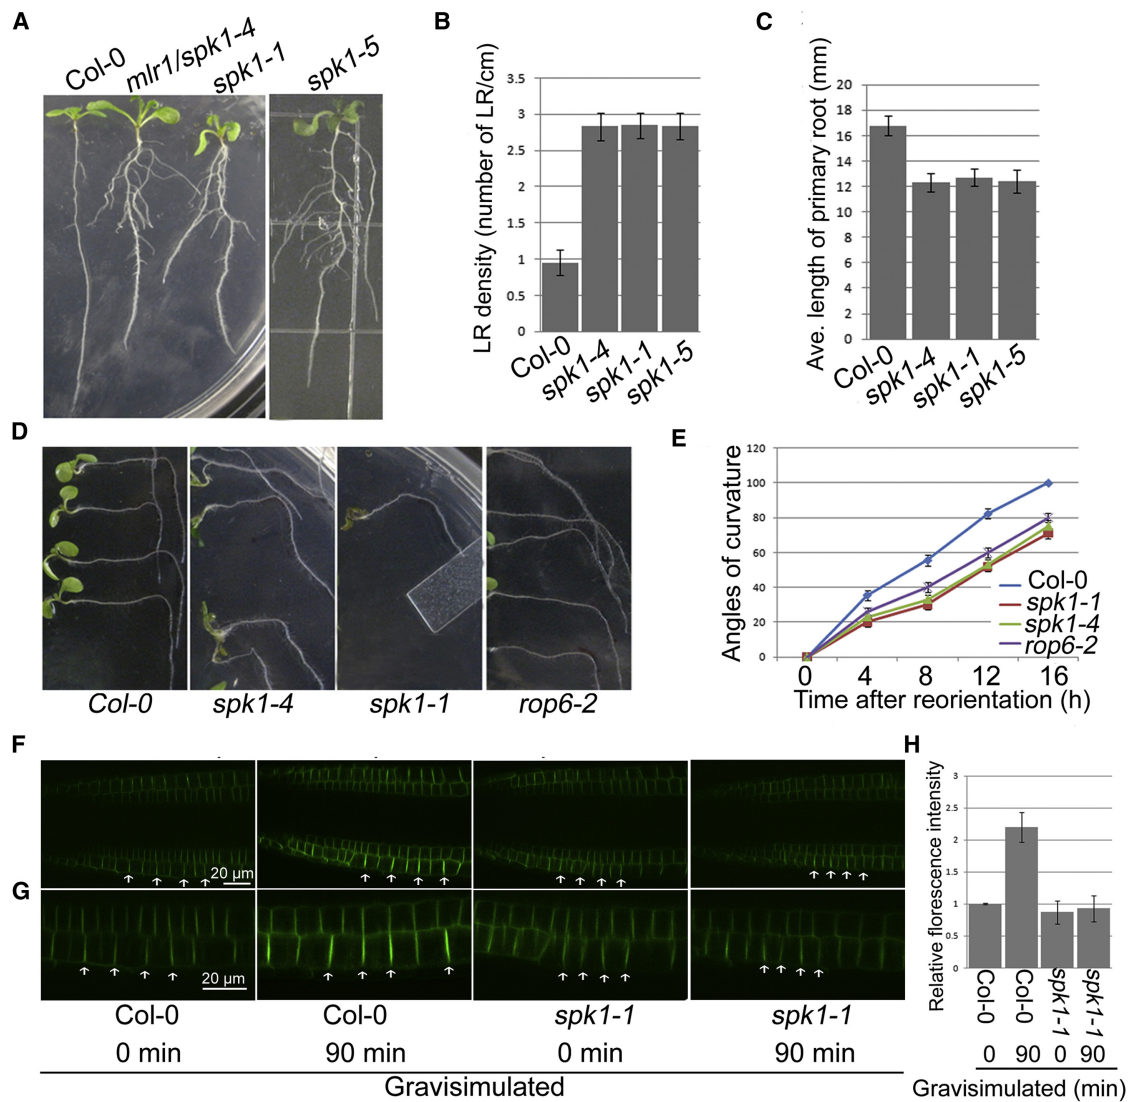 A
Col-0
mlr1/spk1-4
spk1-1
spk1-5
B
LR density (number of LR/cm)
3.5
3
2.5
2
1.5
1
0.5
0
Col-0
spk1-4
spk1-1
spk1-5
C
Ave. length of primary root (mm)
20
18
16
14
12
10
8
6
4
2
0
Col-0
spk1-4
spk1-1
spk1-5
D
Col-0
spk1-4
spk1-1
rop6-2
E
Angles of curvature
120
100
80
60
40
20
0
Col-0
spk1-1
spk1-4
rop6-2
0 4 8 12 16
Time after reorientation (h)
F
20 µm
G
20 µm
Col-0 Col-0 spk1-1 spk1-1
0 min 90 min 0 min 90 min
Gravisimulated
H
Relative florescence intensity
3
2.5
2
1.5
1
0.5
0
Col-0
Col-0
spk1-1
spk1-1
0 90 0 90
Gravisimulated (min)